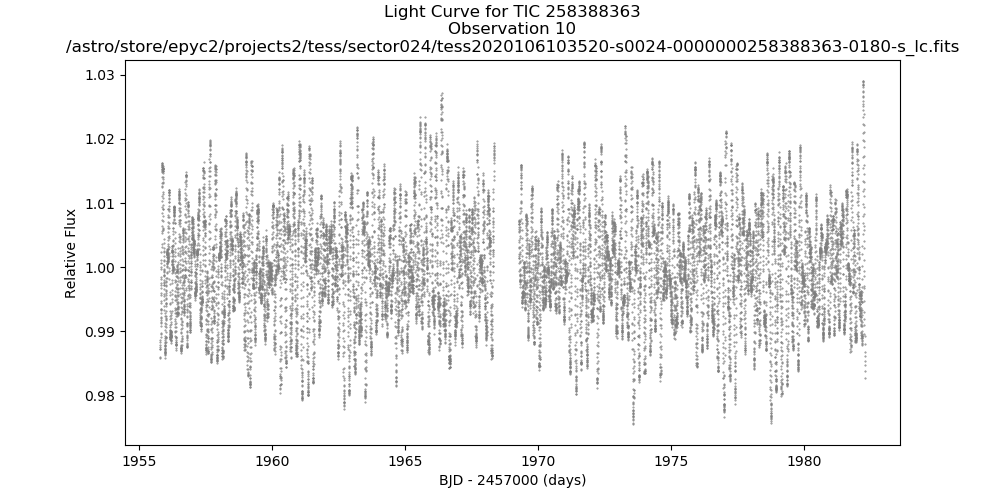 Light Curve for TIC 258388363
Observation 10
/astro/store/epyc2/projects2/tess/sector024/tess2020106103520-s0024-0000000258388363-0180-s_lc.fits
1.03
1.02
1.01
1.00
0.99
0.98
Relative Flux
1955 1960 1965 1970 1975 1980
BJD - 2457000 (days)